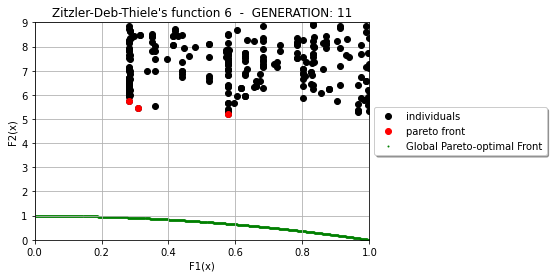 Zitzler-Deb-Thiele's function 6 - GENERATION: 11
9
8
7
6
5
4
3
2
1
0
F2(x)
0.0 0.2 0.4 0.6 0.8 1.0
F1(x)
individuals
pareto front
Global Pareto-optimal Front